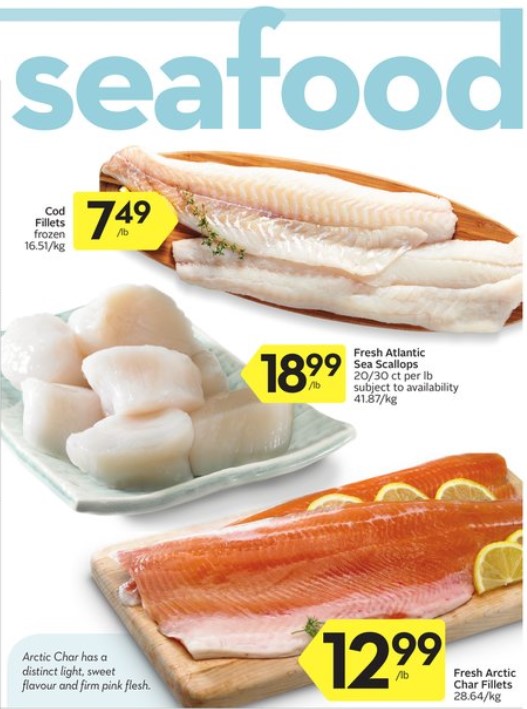 seafood
Cod
Fillets
frozen
16.51/kg
7.49
/lb
18.99
/lb
Fresh Atlantic
Sea Scallops
20/30 ct per lb
subject to availability
41.87/kg
Arctic Char has a
distinct light, sweet
flavour and firm pink flesh.
12.99
/lb
Fresh Arctic
Char Fillets
28.64/kg